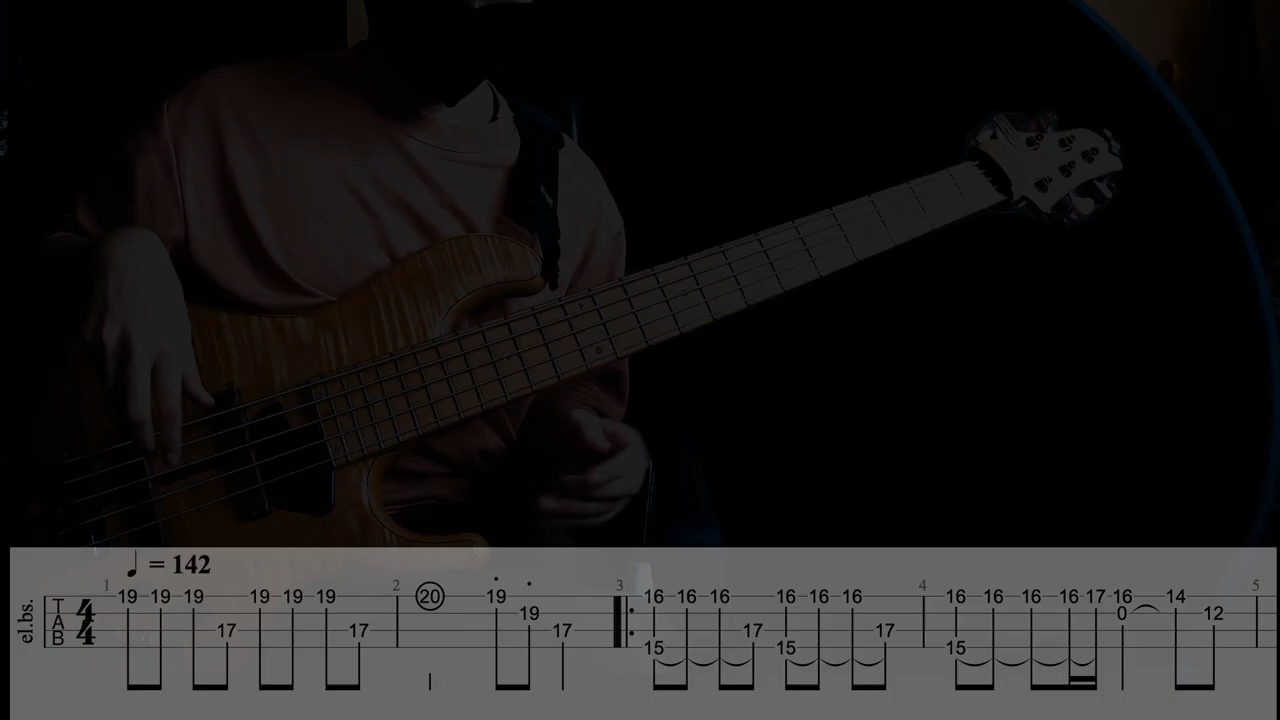 ♩ = 142
1 2 3 4 5
el.bs.
T 4 19 19 19 19 19 19 20 19 16 16 16 16 16 16 16 16 16 16 17 16 14
A 4 19 0 12
B 17 17 17 17 17
15 15 15